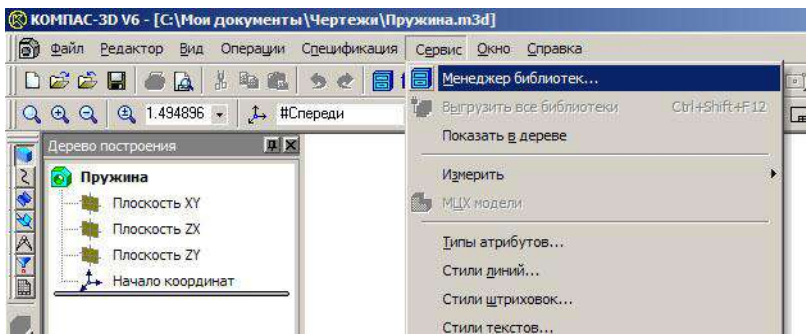 КОМПАС-3D V6 - [C:\Мои документы\Чертежи\Пружина.m3d]
Файл Редактор Вид Операции Спецификация Сервис Окно Справка
Менеджер библиотек...
1.494896 #Спереди
Выгрузить все библиотеки Ctrl+Shift+F12
Показать в дереве
Дерево построения
Измерить
Пружина
МЦХ модели
Плоскость XY
Плоскость ZX
Типы атрибутов...
Плоскость ZY
Стили линий...
Начало координат
Стили штриховок...
Стили текстов...